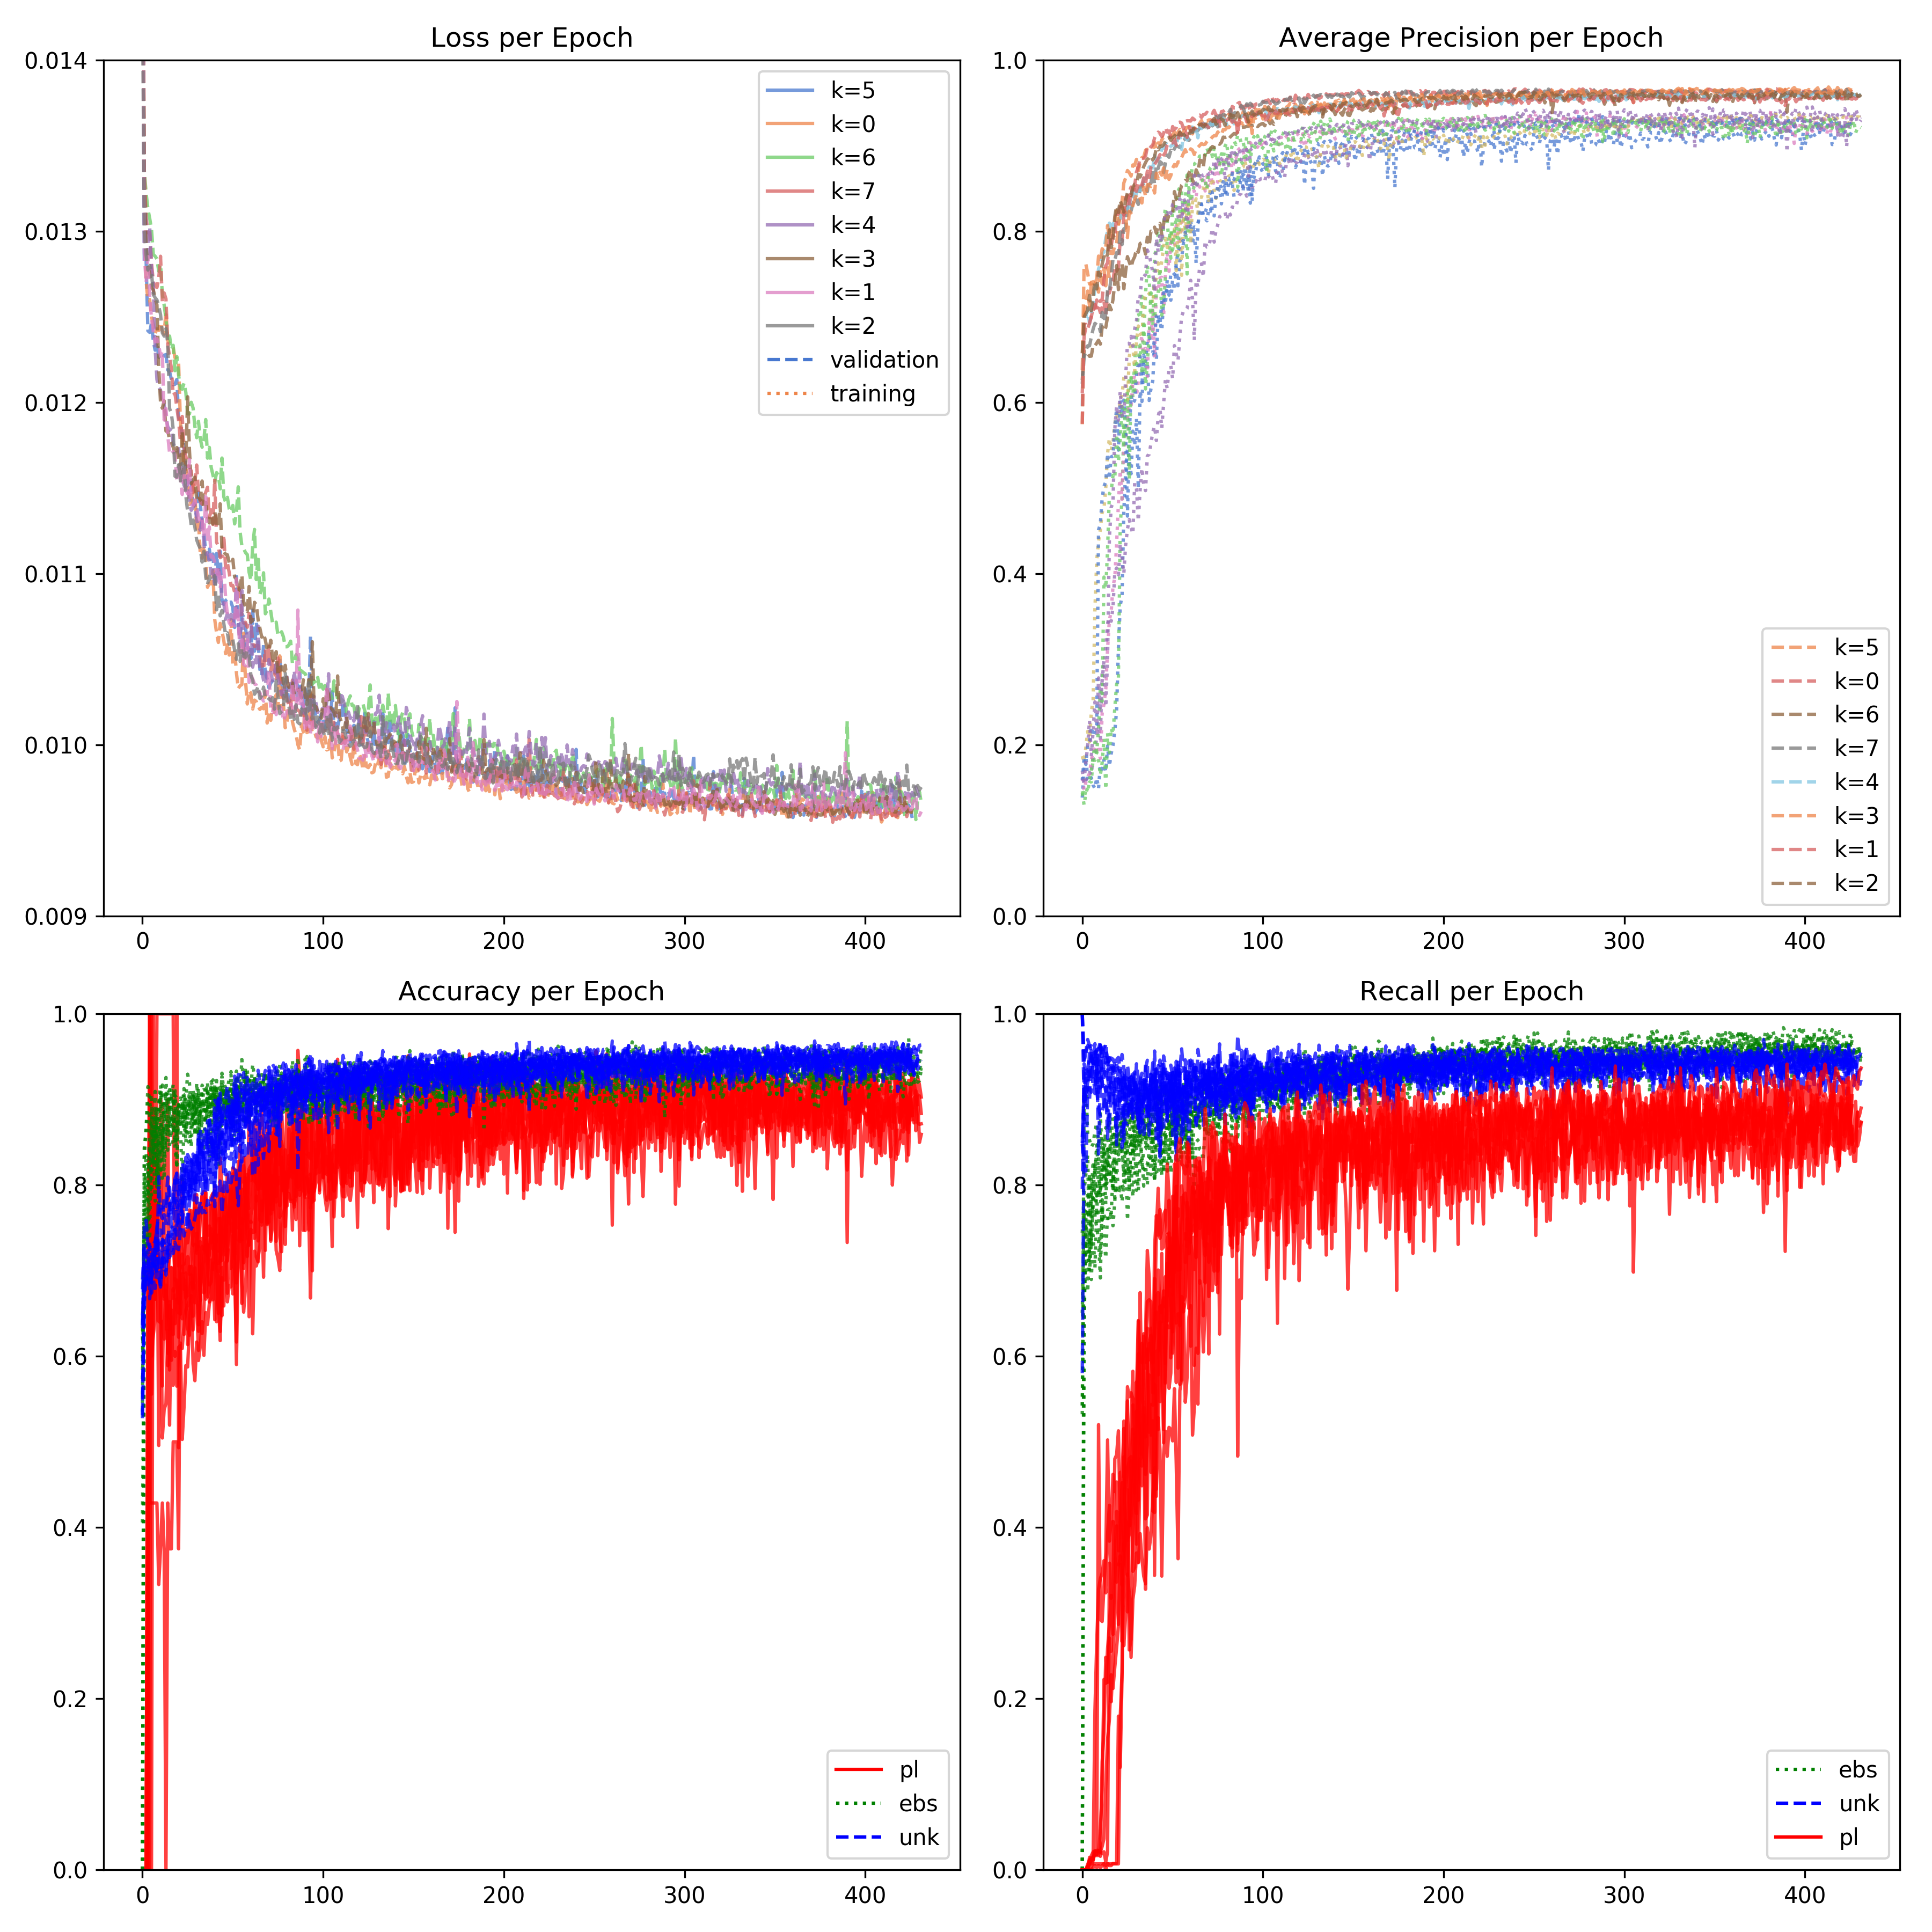 Loss per Epoch
0.014
0.013
0.012
0.011
0.010
0.009
0
100
200
300
400
k=5
k=0
k=6
k=7
k=4
k=3
k=1
k=2
validation
training
Average Precision per Epoch
1.0
0.8
0.6
0.4
0.2
0.0
0
100
200
300
400
k=5
k=0
k=6
k=7
k=4
k=3
k=1
k=2
Accuracy per Epoch
1.0
0.8
0.6
0.4
0.2
0.0
0
100
200
300
400
pl
ebs
unk
Recall per Epoch
1.0
0.8
0.6
0.4
0.2
0.0
0
100
200
300
400
ebs
unk
pl